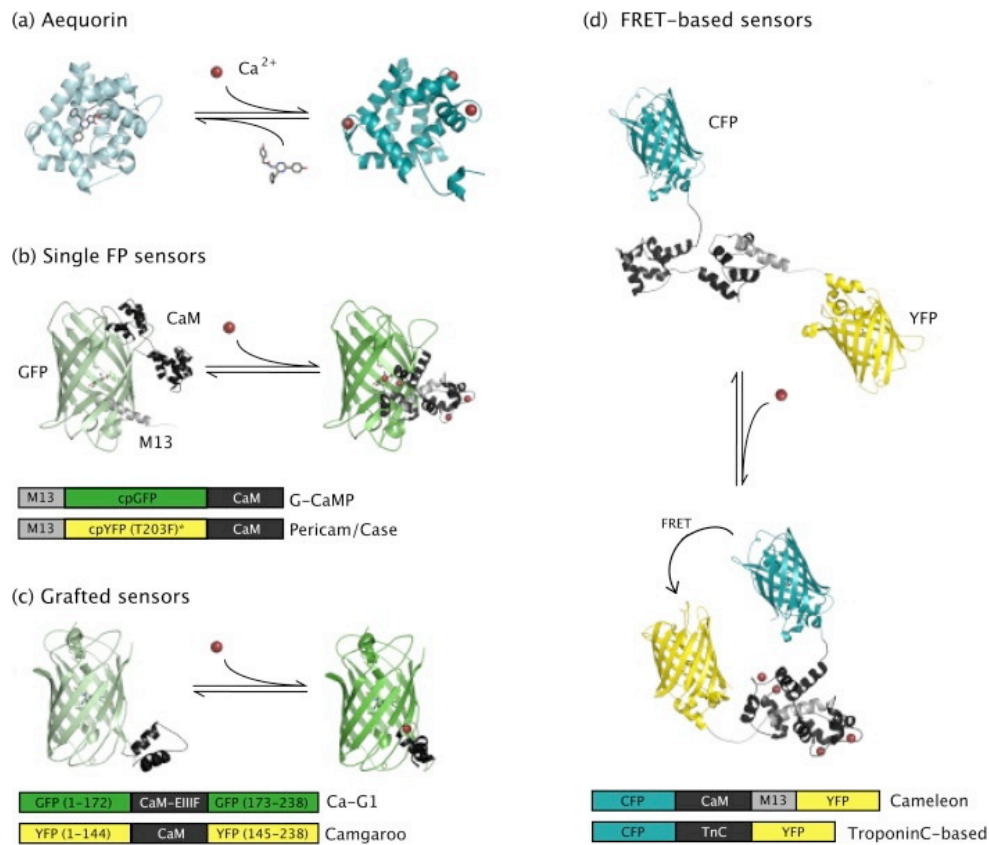 (a) Aequorin
Ca2+
(b) Single FP sensors
CaM
GFP
M13
M13 cpGFP CaM G-CaMP
M13 cpYFP (T203F)* CaM Pericam/Case
(c) Grafted sensors
GFP (1-172) CaM-EIIIF GFP (173-238) Ca-G1
YFP (1-144) CaM YFP (145-238) Camgaroo
(d) FRET-based sensors
CFP
YFP
FRET
CFP CaM M13 YFP Cameleon
CFP TnC YFP TroponinC-based